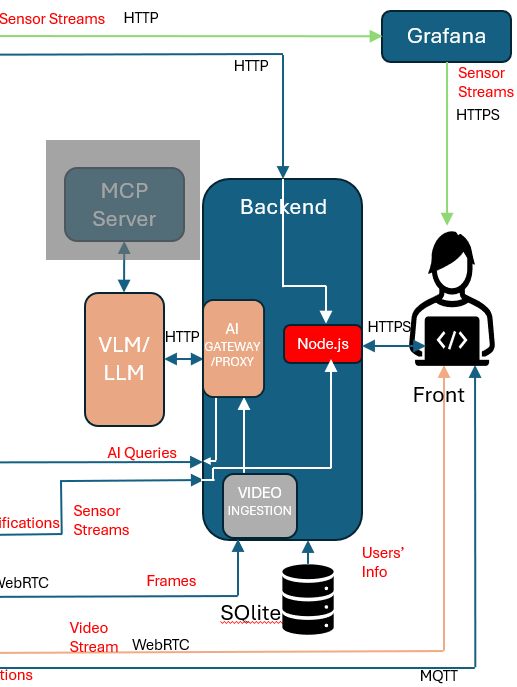 Sensor Streams HTTP
Grafana
HTTP
Sensor
Streams
HTTPS
MCP
Server
Backend
AI
GATEWAY
/PROXY
HTTP
VLM/
LLM
Node.js
HTTPS
</>
Front
AI Queries
VIDEO
INGESTION
Sensor
Streams
ifications
Users'
Info
WebRTC
Frames
SQlite
Video
Stream WebRTC
tions
MQTT